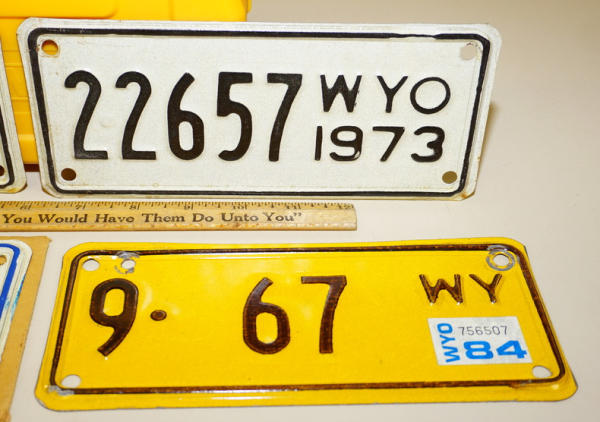 22657 WYO
1973
You Would Have Them Do Unto You"
9· 67 WY
WYO 756507
84